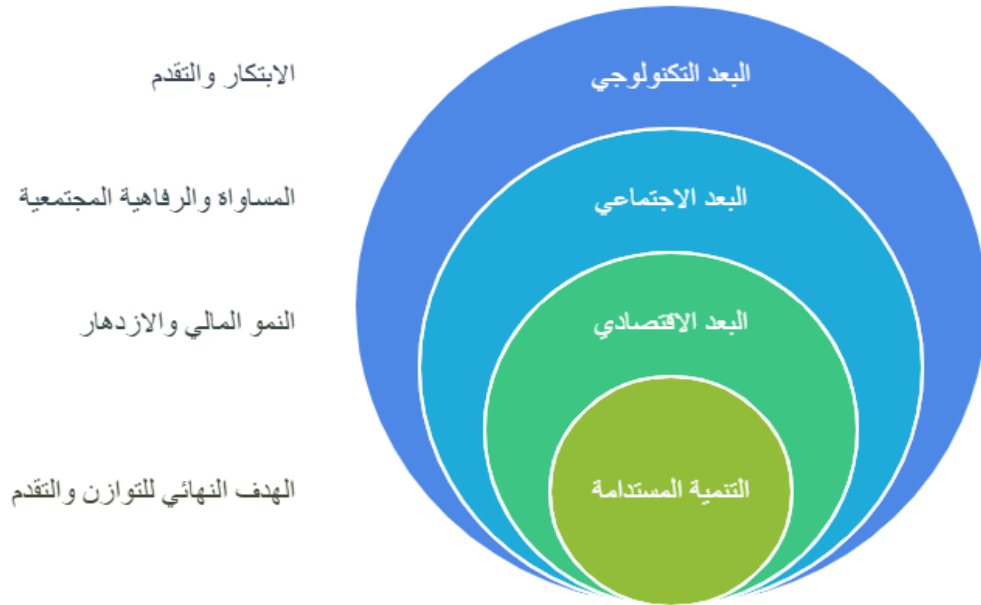 البعد التكنولوجي
الابتكار والتقدم
البعد الاجتماعي
المساواة والرفاهية المجتمعية
البعد الاقتصادي
النمو المالي والازدهار
التنمية المستدامة
الهدف النهائي للتوازن والتقدم